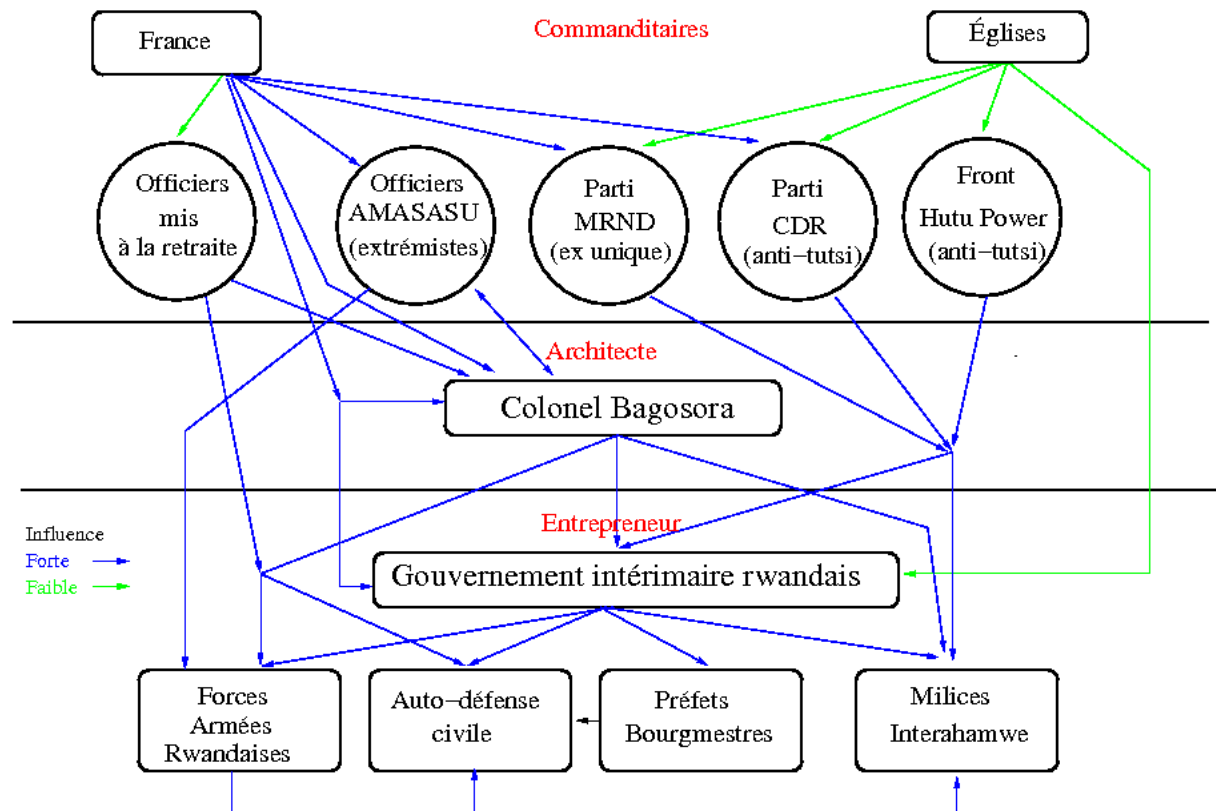 France
Commanditaires
Églises
Officiers
mis
à la retraite
Officiers
AMASASU
(extrémistes)
Parti
MRND
(ex unique)
Parti
CDR
(anti−tutsi)
Front
Hutu Power
(anti−tutsi)
Architecte
Colonel Bagosora
Entrepreneur
Influence
Forte
Faible
Gouvernement intérimaire rwandais
Forces
Armées
Rwandaises
Auto−défense
civile
Préfets
Bourgmestres
Milices
Interahamwe